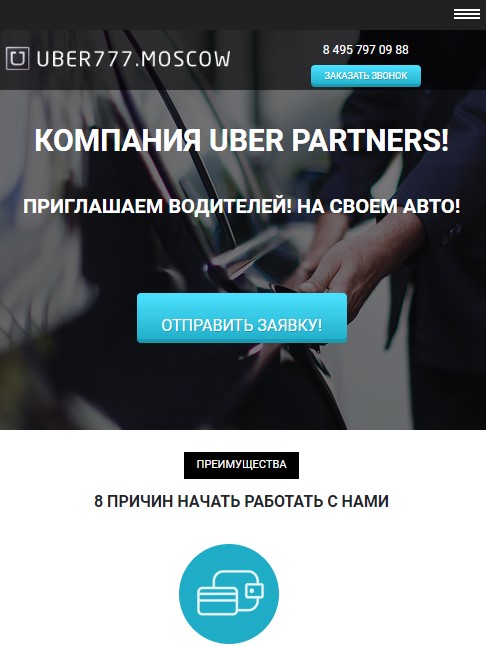 UBER777.MOSCOW
8 495 797 09 88
ЗАКАЗАТЬ ЗВОНОК
КОМПАНИЯ UBER PARTNERS!
ПРИГЛАШАЕМ ВОДИТЕЛЕЙ! НА СВОЕМ АВТО!
ОТПРАВИТЬ ЗАЯВКУ!
ПРЕИМУЩЕСТВА
8 ПРИЧИН НАЧАТЬ РАБОТАТЬ С НАМИ